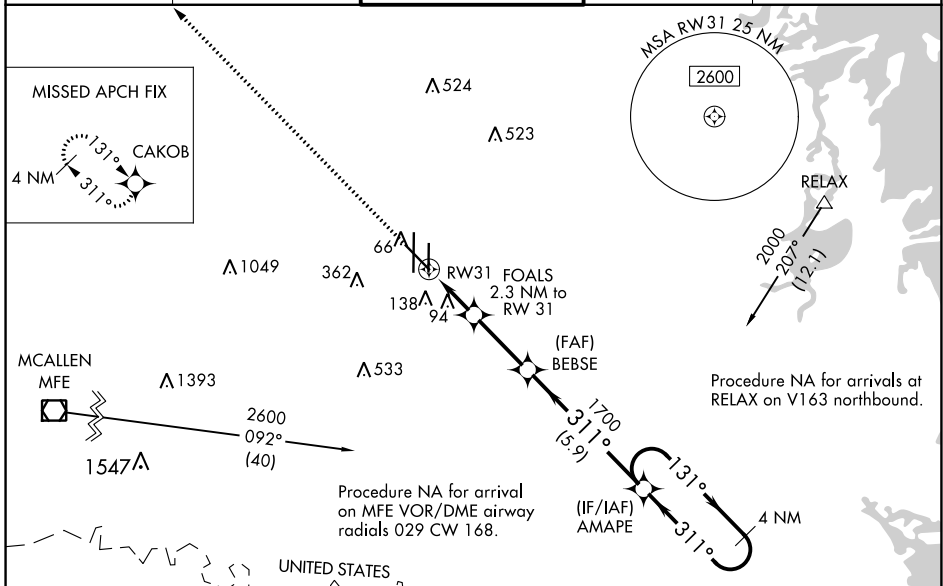 MSA RW31 25 NM
2600
MISSED APCH FIX
131°
CAKOB
4 NM
311°
524
523
RELAX
2000
207°
(12.1)
66
1049
362
RW31
FOALS
2.3 NM to
RW 31
138
94
(FAF)
BEBSE
MCALLEN
MFE
1393
533
Procedure NA for arrivals at
RELAX on V163 northbound.
2600
092°
(40)
1700
311°
(5.9)
1547
131°
(IF/IAF)
AMAPE
4 NM
311°
Procedure NA for arrival
on MFE VOR/DME airway
radials 029 CW 168.
UNITED STATES